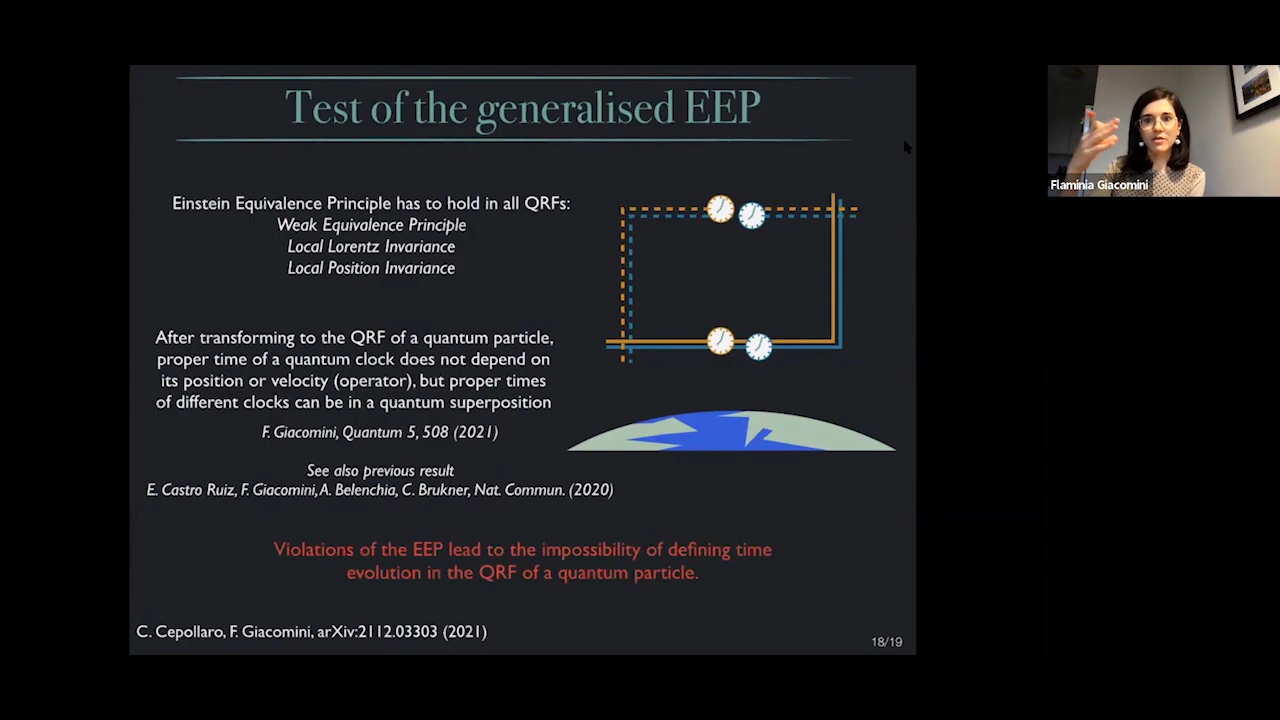 Test of the generalised EEP
Einstein Equivalence Principle has to hold in all QRFs:
Weak Equivalence Principle
Local Lorentz Invariance
Local Position Invariance
After transforming to the QRF of a quantum particle,
proper time of a quantum clock does not depend on
its position or velocity (operator), but proper times
of different clocks can be in a quantum superposition
F. Giacomini, Quantum 5, 508 (2021)
See also previous result
E. Castro Ruiz, F. Giacomini, A. Belenchia, C. Brukner, Nat. Commun. (2020)
Violations of the EEP lead to the impossibility of defining time
evolution in the QRF of a quantum particle.
C. Cepollaro, F. Giacomini, arXiv:2112.03303 (2021)
18/19
Flaminia Giacomini